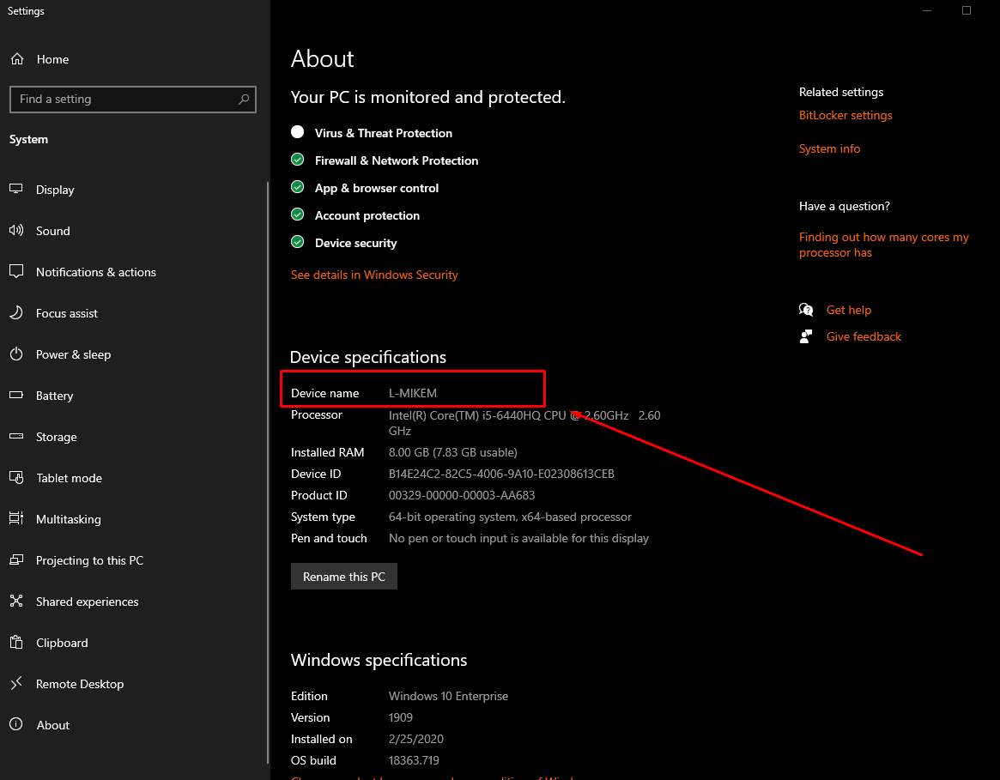 Settings
Home
Find a setting
System
Display
Sound
Notifications & actions
Focus assist
Power & sleep
Battery
Storage
Tablet mode
Multitasking
Projecting to this PC
Shared experiences
Clipboard
Remote Desktop
About
About
Your PC is monitored and protected.
Virus & Threat Protection
Firewall & Network Protection
App & browser control
Account protection
Device security
See details in Windows Security
Device specifications
Device name L-MIKEM
Processor Intel(R) Core(TM) i5-6440HQ CPU @ 2.60GHz 2.60
GHz
Installed RAM 8.00 GB (7.83 GB usable)
Device ID B14E24C2-82C5-4006-9A10-E02308613CEB
Product ID 00329-00000-00003-AA683
System type 64-bit operating system, x64-based processor
Pen and touch No pen or touch input is available for this display
Rename this PC
Windows specifications
Edition Windows 10 Enterprise
Version 1909
Installed on 2/25/2020
OS build 18363.719
Related settings
BitLocker settings
System info
Have a question?
Finding out how many cores my
processor has
Get help
Give feedback